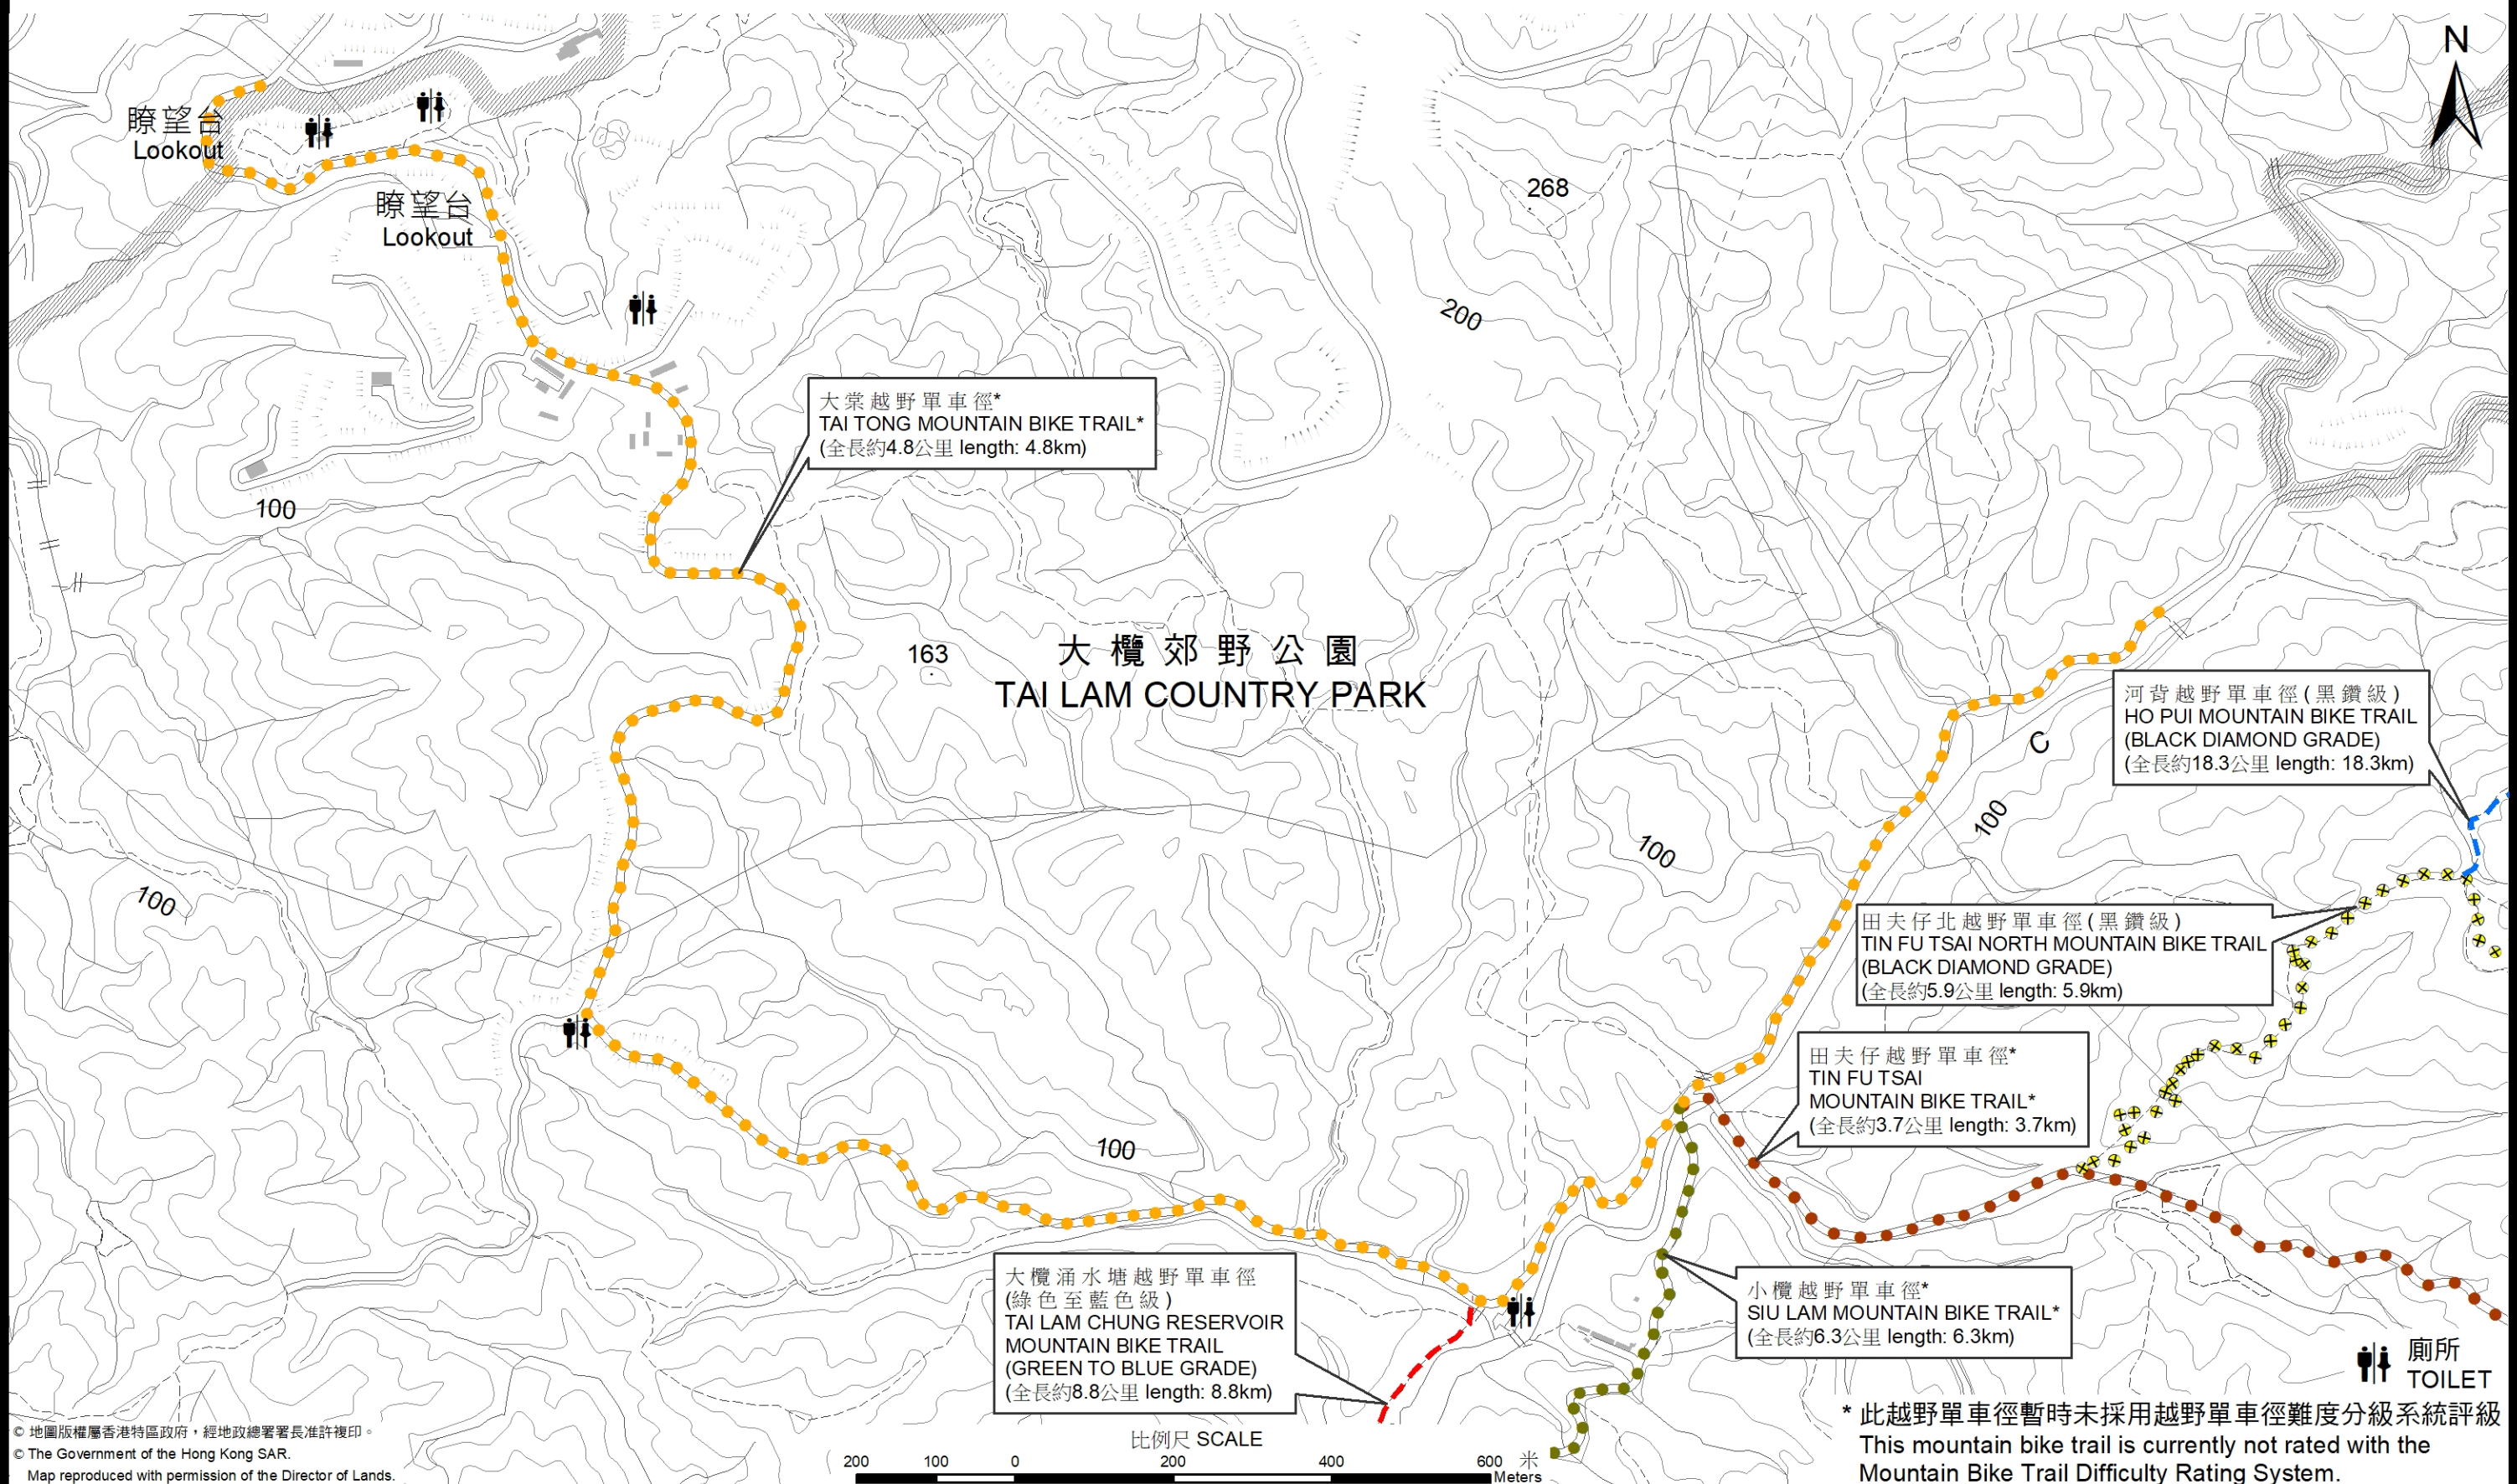 N
瞭望台
Lookout
瞭望台
Lookout
268
200
大棠越野單車徑*
TAI TONG MOUNTAIN BIKE TRAIL*
(全長約4.8公里 length: 4.8km)
100
163
大欖郊野公園
TAI LAM COUNTRY PARK
河背越野單車徑(黑鑽級)
HO PUI MOUNTAIN BIKE TRAIL
(BLACK DIAMOND GRADE)
(全長約18.3公里 length: 18.3km)
C
100
100
100
田夫仔北越野單車徑(黑鑽級)
TIN FU TSAI NORTH MOUNTAIN BIKE TRAIL
(BLACK DIAMOND GRADE)
(全長約5.9公里 length: 5.9km)
田夫仔越野單車徑*
TIN FU TSAI
MOUNTAIN BIKE TRAIL*
(全長約3.7公里 length: 3.7km)
100
大欖涌水塘越野單車徑
(綠色至藍色級)
TAI LAM CHUNG RESERVOIR
MOUNTAIN BIKE TRAIL
(GREEN TO BLUE GRADE)
(全長約8.8公里 length: 8.8km)
小欖越野單車徑*
SIU LAM MOUNTAIN BIKE TRAIL*
(全長約6.3公里 length: 6.3km)
廁所
TOILET
* 此越野單車徑暫時未採用越野單車徑難度分級系統評級
This mountain bike trail is currently not rated with the
Mountain Bike Trail Difficulty Rating System.
© 地圖版權屬香港特區政府，經地政總署署長准許複印。
© The Government of the Hong Kong SAR.
Map reproduced with permission of the Director of Lands.
比例尺 SCALE
200 100 0 200 400 600 米
Meters